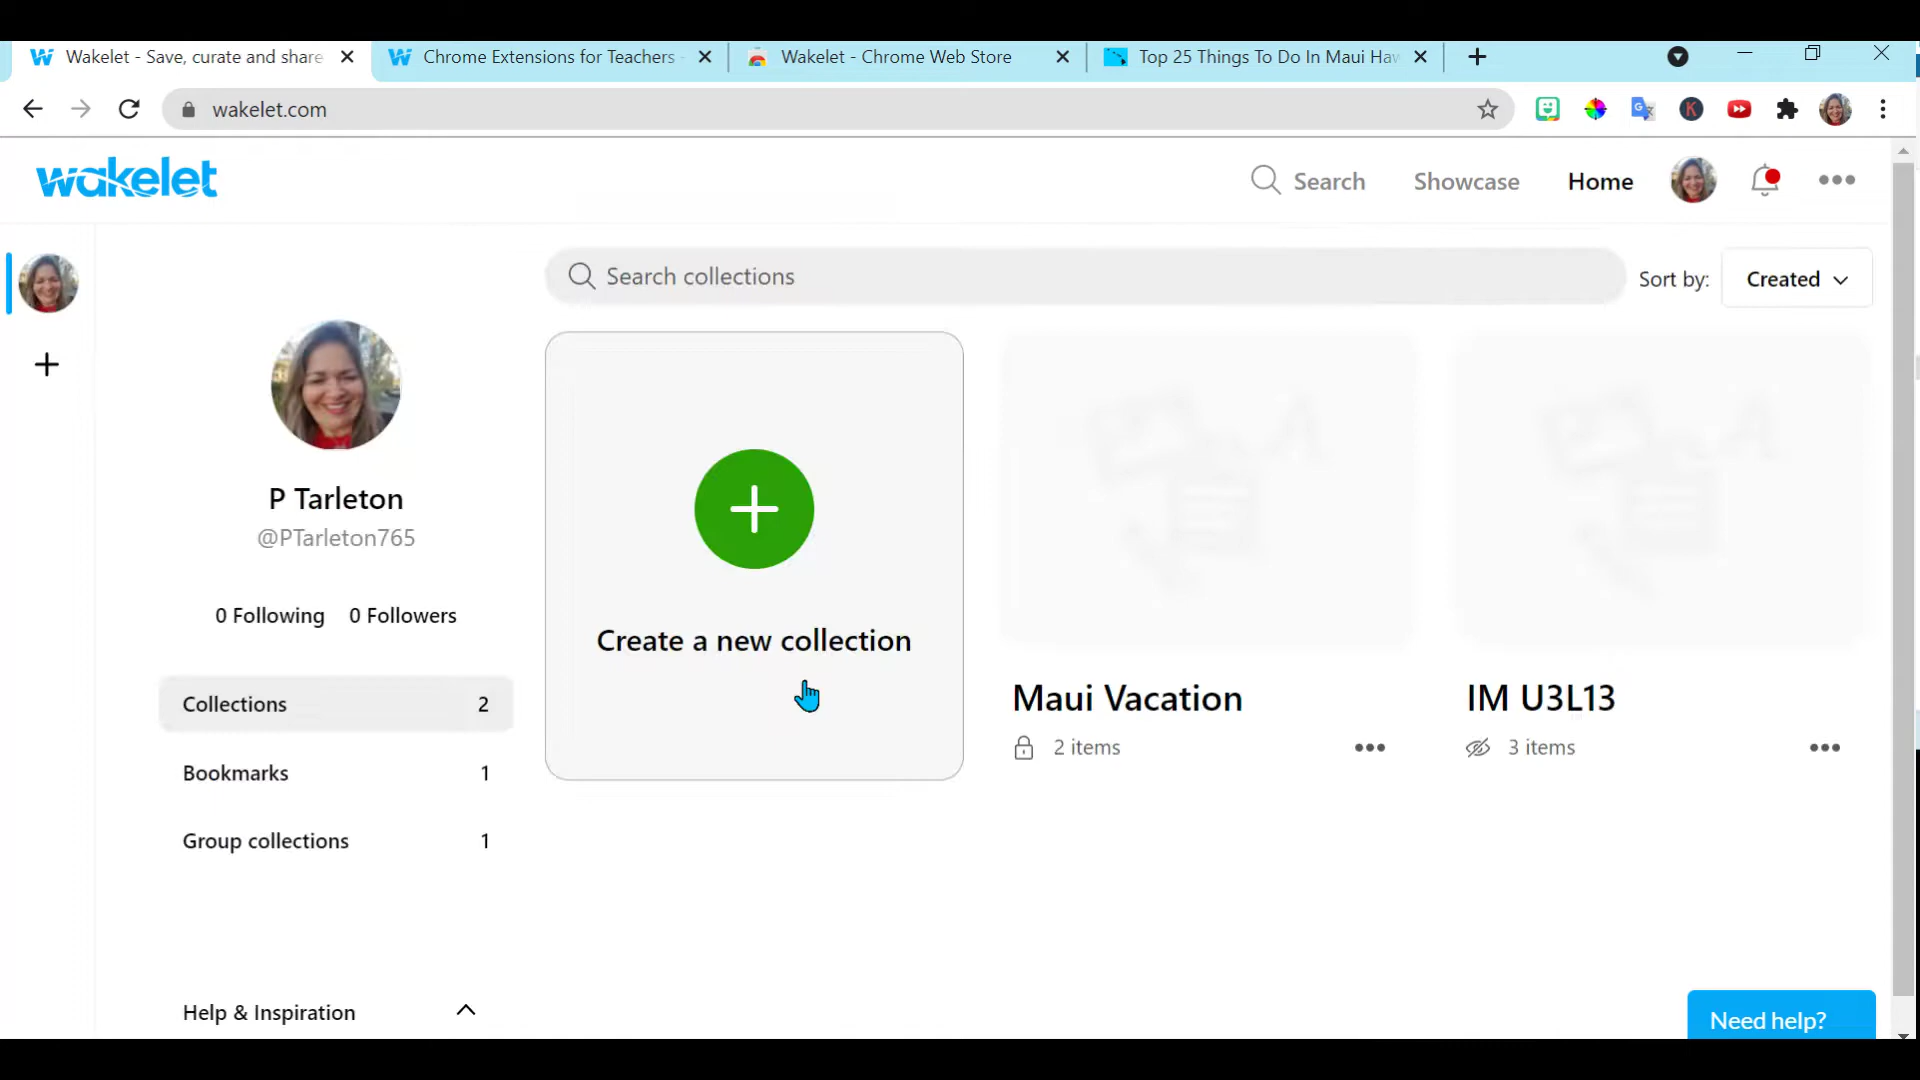 Wakelet - Save, curate and share
Chrome Extensions for Teachers -
Wakelet - Chrome Web Store
Top 25 Things To Do In Maui Haw
wakelet.com
wakelet
Search
Showcase
Home
Search collections
Sort by:
Created
P Tarleton
@PTarleton765
0 Following 0 Followers
Collections 2
Bookmarks 1
Group collections 1
Help & Inspiration
Create a new collection
Maui Vacation
2 items
IM U3L13
3 items
Need help?